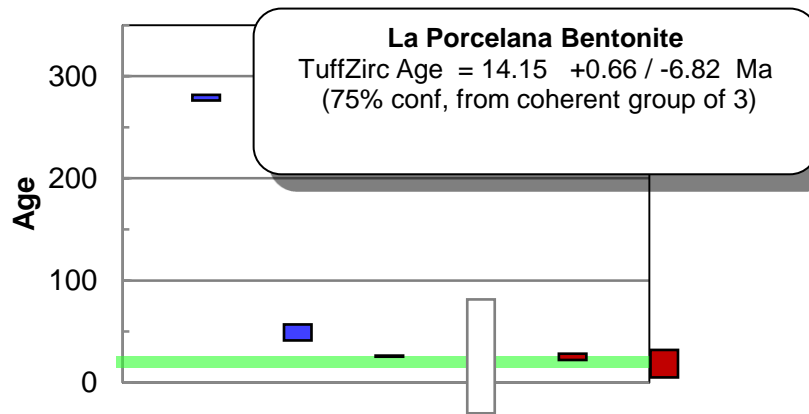 La Porcelana Bentonite
TuffZirc Age = 14.15 +0.66 / -6.82 Ma
(75% conf, from coherent group of 3)
300
200
100
0
Age